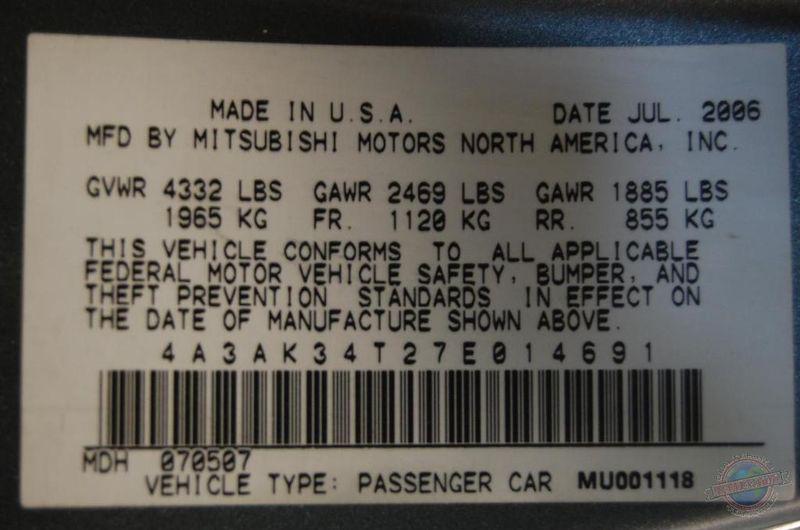 MADE IN U.S.A. DATE JUL. 2006
MFD BY MITSUBISHI MOTORS NORTH AMERICA, INC.
GVWR 4332 LBS GAWR 2469 LBS GAWR 1885 LBS
1965 KG FR. 1120 KG RR. 855 KG
THIS VEHICLE CONFORMS TO ALL APPLICABLE
FEDERAL MOTOR VEHICLE SAFETY, BUMPER, AND
THEFT PREVENTION STANDARDS IN EFFECT ON
THE DATE OF MANUFACTURE SHOWN ABOVE.
4A3AK34T27E014691
MDH 070507
VEHICLE TYPE: PASSENGER CAR MU001118